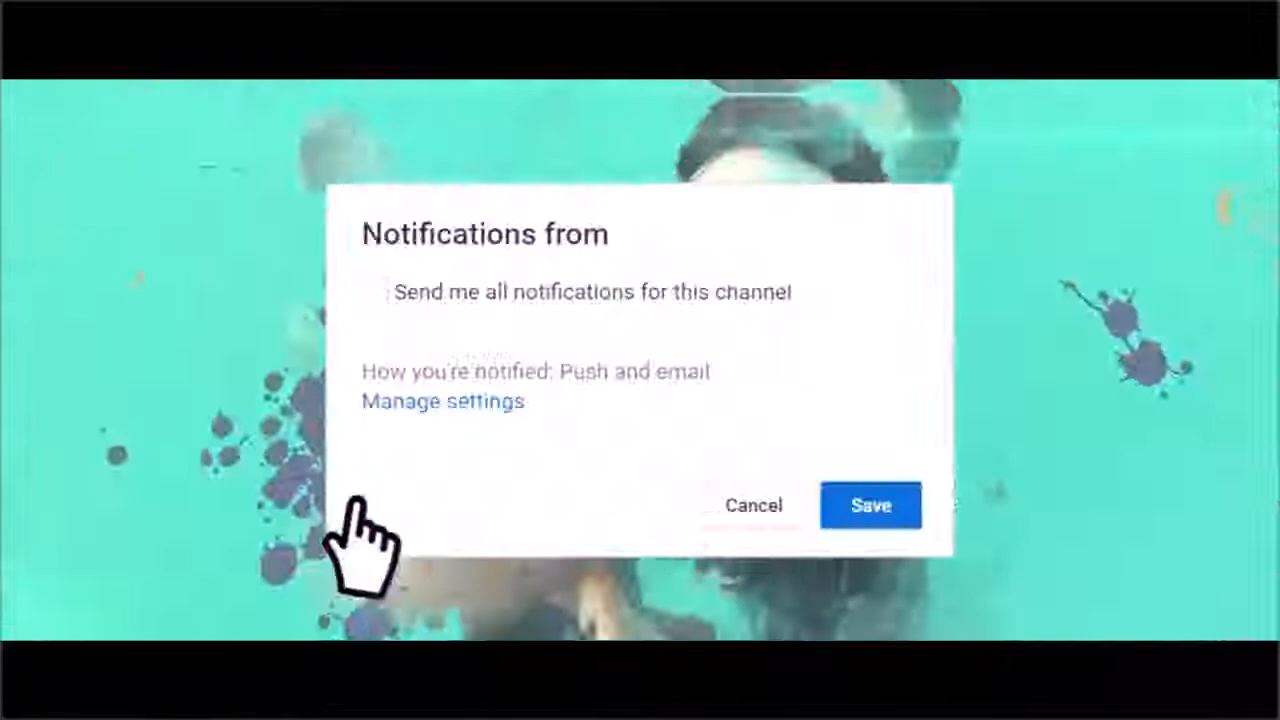 Notifications from
Send me all notifications for this channel
How you're notified: Push and email
Manage settings
Cancel
Save